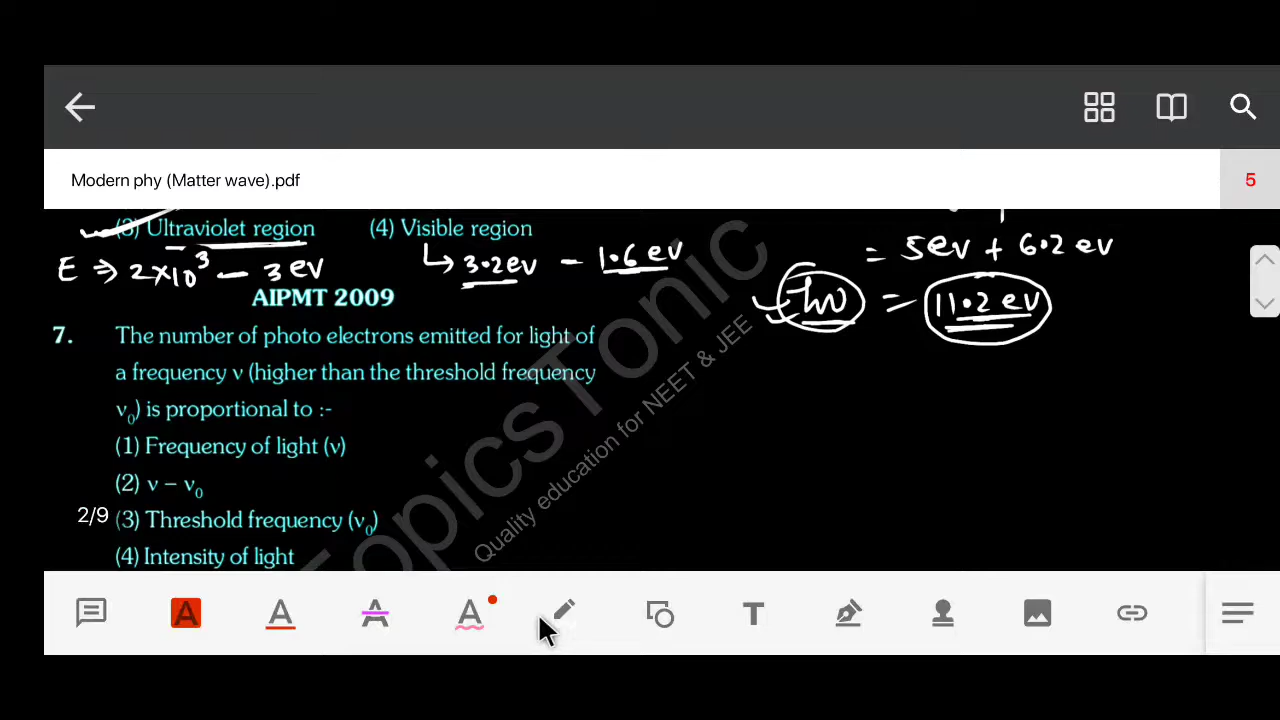 Modern phy (Matter wave).pdf
5
(3) Ultraviolet region (4) Visible region
E ⇒ 2×10³ – 3 eV
↳ 3.2eV – 1.6 eV
= 5eV + 6.2 eV
hν = 11.2 eV
AIPMT 2009
7. The number of photo electrons emitted for light of
a frequency ν (higher than the threshold frequency
ν₀) is proportional to :-
(1) Frequency of light (ν)
(2) ν – ν₀
2/9
(3) Threshold frequency (ν₀)
(4) Intensity of light
TopicsTonic
Quality education for NEET & JEE
A
A
A
A
T